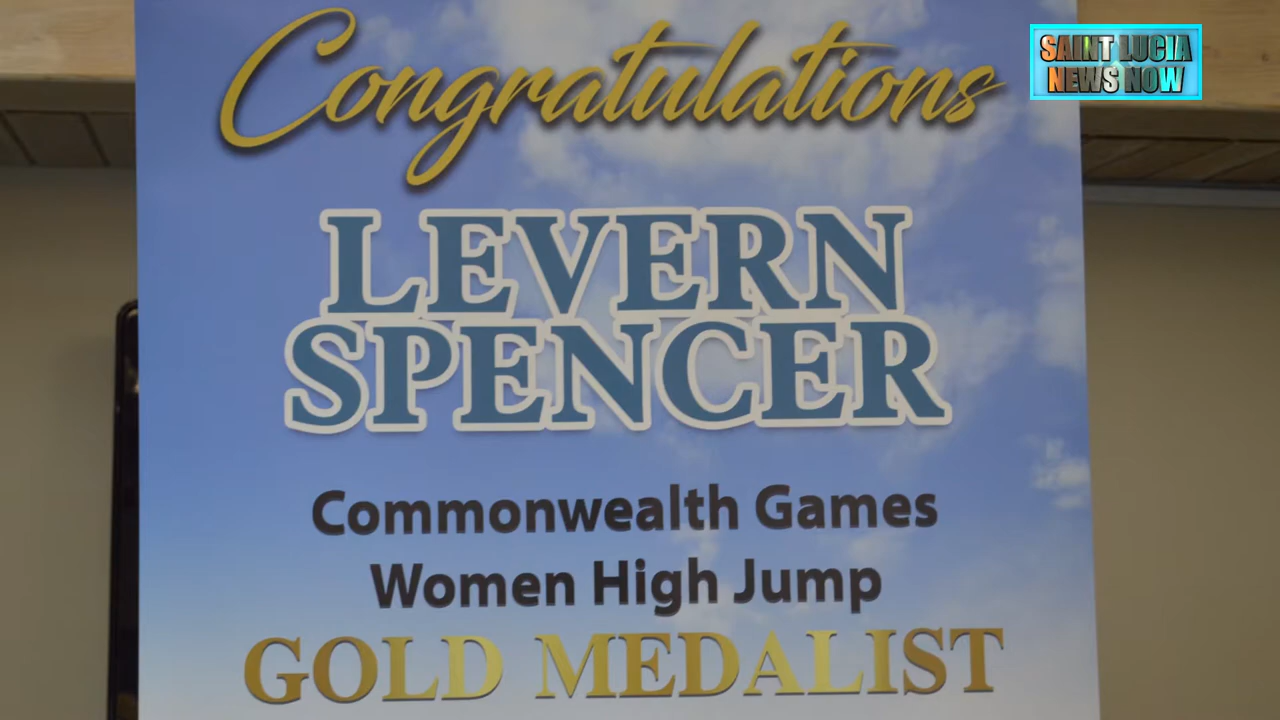 SAINT LUCIA
NEWS NOW
Congratulations
LEVERN
SPENCER
Commonwealth Games
Women High Jump
GOLD MEDALIST